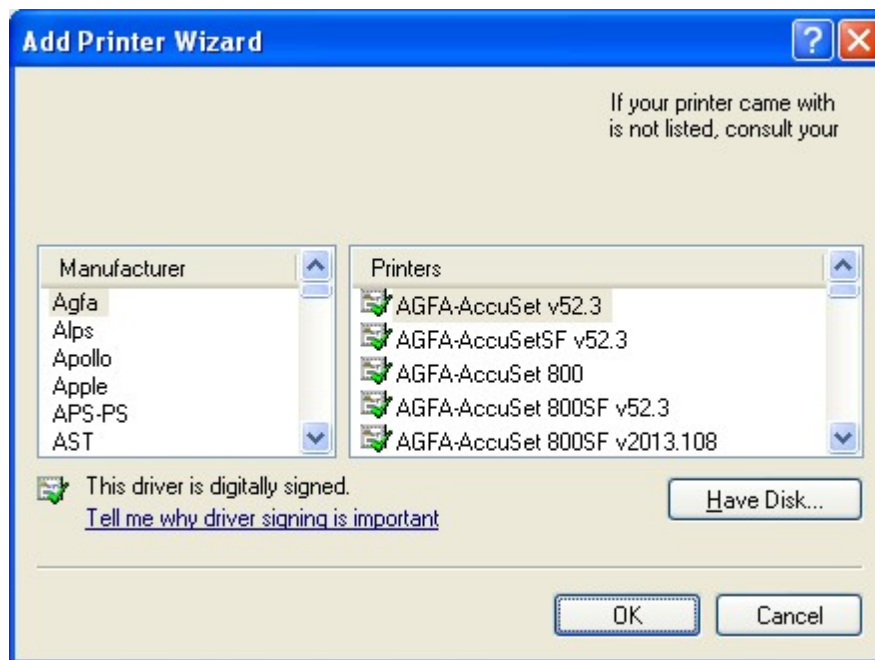 Add Printer Wizard
If your printer came with
is not listed, consult your
Manufacturer
Agfa
Alps
Apollo
Apple
APS-PS
AST
Printers
AGFA-AccuSet v52.3
AGFA-AccuSetSF v52.3
AGFA-AccuSet 800
AGFA-AccuSet 800SF v52.3
AGFA-AccuSet 800SF v2013.108
This driver is digitally signed.
Tell me why driver signing is important
Have Disk...
OK
Cancel